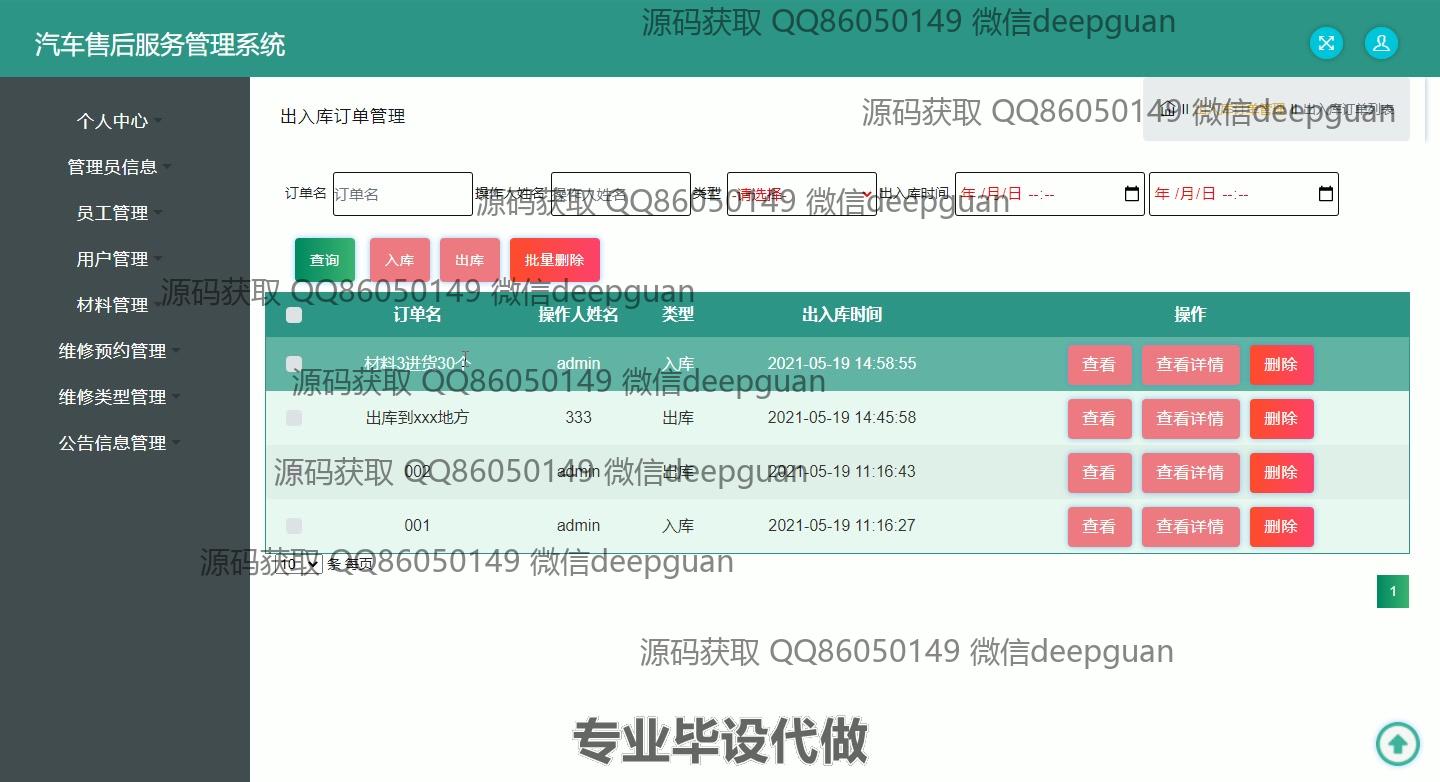 源码获取 QQ86050149 微信deepguan
汽车售后服务管理系统
个人中心
管理员信息
员工管理
用户管理
材料管理
维修预约管理
维修类型管理
公告信息管理
出入库订单管理
源码获取 QQ86050149 微信deepguan
II 出入库订单管理 II 出入库订单列表
订单名 订单名 操作人姓名 操作人姓名 类型 -请选择- 出入库时间 年 /月/日 --:-- 年 /月/日 --:--
源码获取 QQ86050149 微信deepguan
查询 入库 出库 批量删除
源码获取 QQ86050149 微信deepguan
订单名 操作人姓名 类型 出入库时间 操作
材料3进货30个 admin 入库 2021-05-19 14:58:55 查看 查看详情 删除
源码获取 QQ86050149 微信deepguan
出库到xxx地方 333 出库 2021-05-19 14:45:58 查看 查看详情 删除
002 admin 出库 2021-05-19 11:16:43 查看 查看详情 删除
源码获取 QQ86050149 微信deepguan
001 admin 入库 2021-05-19 11:16:27 查看 查看详情 删除
10 条 每页
源码获取 QQ86050149 微信deepguan
1
源码获取 QQ86050149 微信deepguan
专业毕设代做